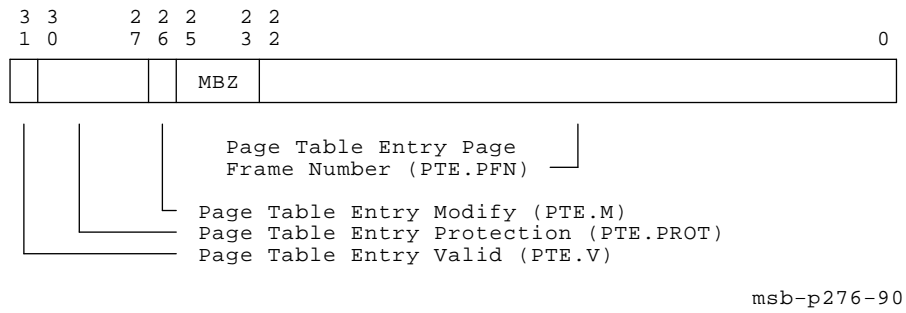 3 3 2 2 2 2 2
1 0 7 6 5 3 2 0
MBZ
Page Table Entry Page
Frame Number (PTE.PFN)
Page Table Entry Modify (PTE.M)
Page Table Entry Protection (PTE.PROT)
Page Table Entry Valid (PTE.V)
msb-p276-90